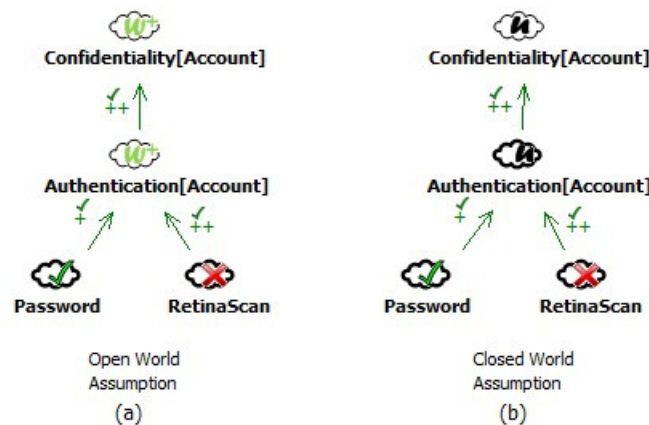 W+
Confidentiality[Account]
++
W+
Authentication[Account]
+
++
Password
RetinaScan
Open World
Assumption
(a)
n
Confidentiality[Account]
++
n
Authentication[Account]
+
++
Password
RetinaScan
Closed World
Assumption
(b)